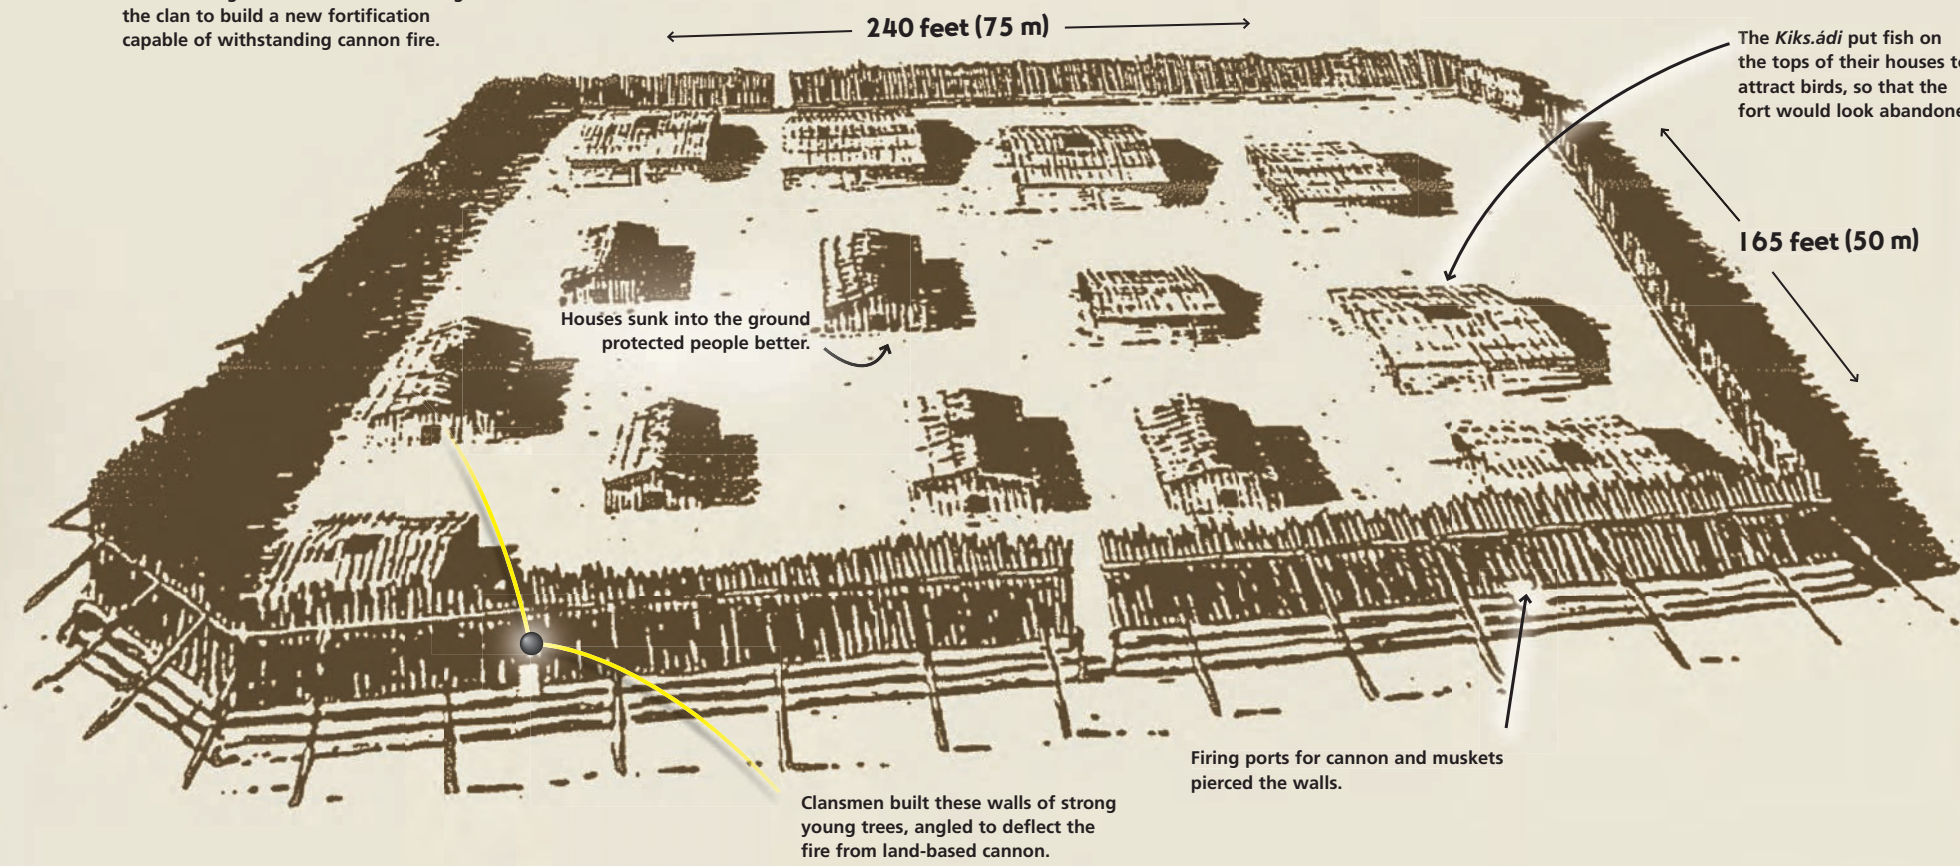 the clan to build a new fortification
capable of withstanding cannon fire.
240 feet (75 m)
The Kiks.ádi put fish on
the tops of their houses
attract birds, so that the
fort would look
165 feet (50 m)
Houses sunk into the ground
protected people better.
Firing ports for cannon and muskets
pierced the walls.
Clansmen built these walls of strong
young trees, angled to deflect the
fire from land-based cannon.